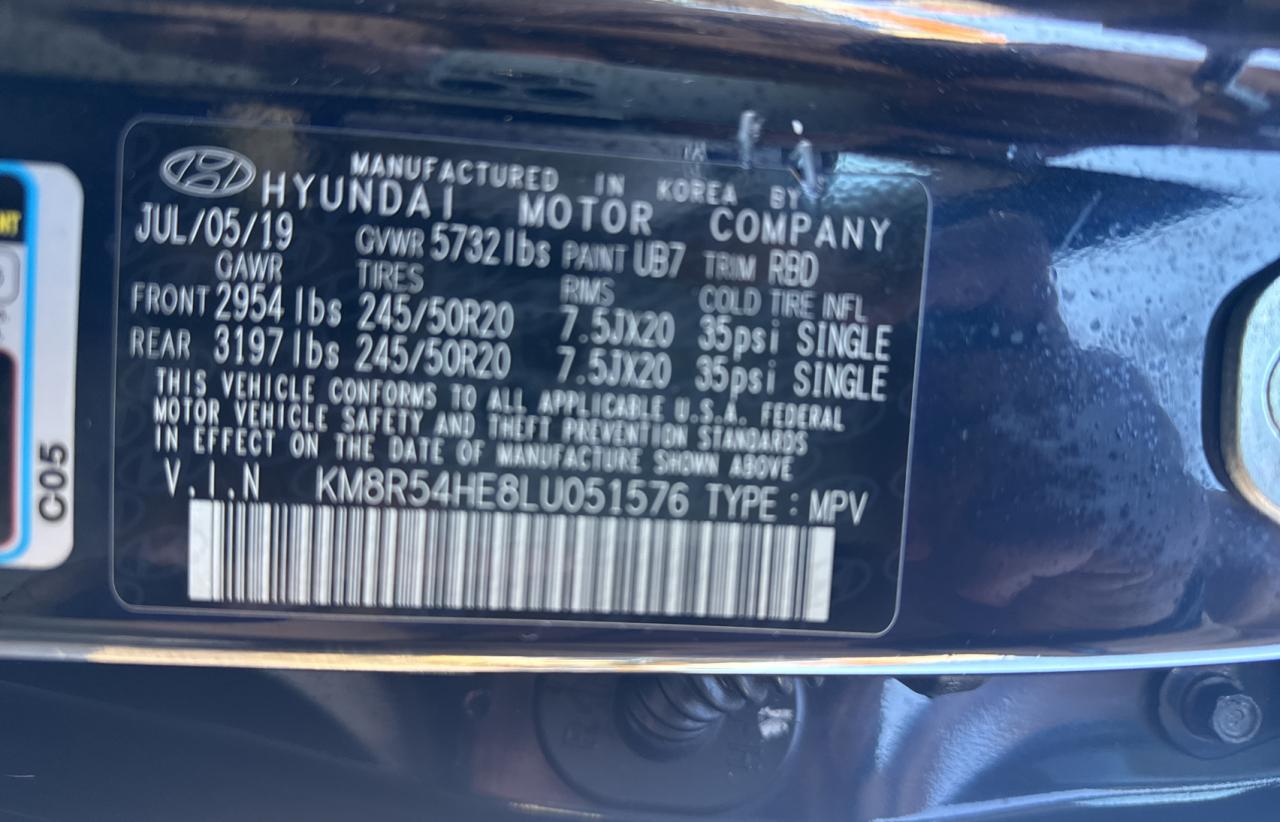 MANUFACTURED IN KOREA BY
HYUNDAI MOTOR COMPANY
JUL/05/19 GVWR 5732lbs PAINT UB7 TRIM RBD
GAWR TIRES RIMS COLD TIRE INFL
FRONT 2954 lbs 245/50R20 7.5JX20 35psi SINGLE
REAR 3197 lbs 245/50R20 7.5JX20 35psi SINGLE
THIS VEHICLE CONFORMS TO ALL APPLICABLE U.S.A. FEDERAL
MOTOR VEHICLE SAFETY AND THEFT PREVENTION STANDARDS
IN EFFECT ON THE DATE OF MANUFACTURE SHOWN ABOVE
V.I.N KM8R54HE8LU051576 TYPE : MPV
C05